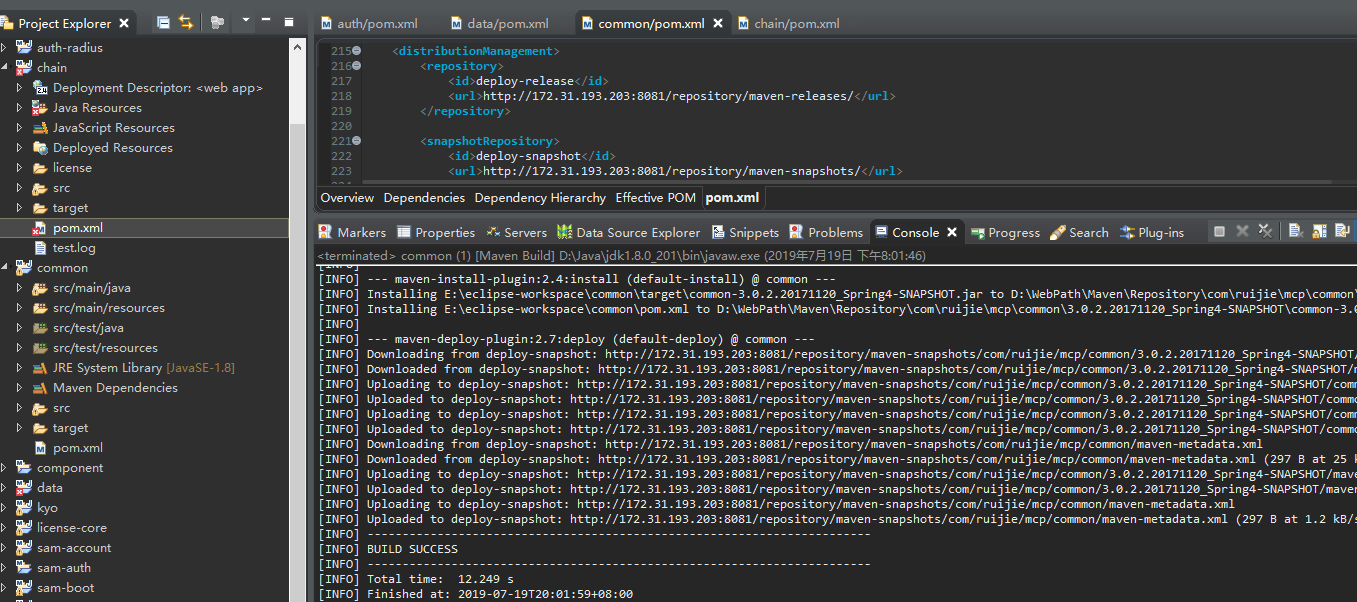 Project Explorer
auth-radius
chain
Deployment Descriptor: <web app>
Java Resources
JavaScript Resources
Deployed Resources
license
src
target
pom.xml
test.log
common
src/main/java
src/main/resources
src/test/java
src/test/resources
JRE System Library [JavaSE-1.8]
Maven Dependencies
src
target
pom.xml
component
data
kyo
license-core
sam-account
sam-auth
sam-boot
auth/pom.xml data/pom.xml common/pom.xml chain/pom.xml
215 <distributionManagement>
216 <repository>
217 <id>deploy-release</id>
218 <url>http://172.31.193.203:8081/repository/maven-releases/</url>
219 </repository>
220
221 <snapshotRepository>
222 <id>deploy-snapshot</id>
223 <url>http://172.31.193.203:8081/repository/maven-snapshots/</url>
Overview Dependencies Dependency Hierarchy Effective POM pom.xml
Markers Properties Servers Data Source Explorer Snippets Problems Console Progress Search Plug-ins
<terminated> common (1) [Maven Build] D:\Java\jdk1.8.0_201\bin\javaw.exe (2019年7月19日 下午8:01:46)
[INFO] --- maven-install-plugin:2.4:install (default-install) @ common ---
[INFO] Installing E:\eclipse-workspace\common\target\common-3.0.2.20171120_Spring4-SNAPSHOT.jar to D:\WebPath\Maven\Repository\com\ruijie\mcp\common\
[INFO] Installing E:\eclipse-workspace\common\pom.xml to D:\WebPath\Maven\Repository\com\ruijie\mcp\common\3.0.2.20171120_Spring4-SNAPSHOT\common-3.0
[INFO]
[INFO] --- maven-deploy-plugin:2.7:deploy (default-deploy) @ common ---
[INFO] Downloading from deploy-snapshot: http://172.31.193.203:8081/repository/maven-snapshots/com/ruijie/mcp/common/3.0.2.20171120_Spring4-SNAPSHOT/
[INFO] Downloaded from deploy-snapshot: http://172.31.193.203:8081/repository/maven-snapshots/com/ruijie/mcp/common/3.0.2.20171120_Spring4-SNAPSHOT/
[INFO] Uploading to deploy-snapshot: http://172.31.193.203:8081/repository/maven-snapshots/com/ruijie/mcp/common/3.0.2.20171120_Spring4-SNAPSHOT/comm
[INFO] Uploaded to deploy-snapshot: http://172.31.193.203:8081/repository/maven-snapshots/com/ruijie/mcp/common/3.0.2.20171120_Spring4-SNAPSHOT/commo
[INFO] Uploading to deploy-snapshot: http://172.31.193.203:8081/repository/maven-snapshots/com/ruijie/mcp/common/3.0.2.20171120_Spring4-SNAPSHOT/comm
[INFO] Uploaded to deploy-snapshot: http://172.31.193.203:8081/repository/maven-snapshots/com/ruijie/mcp/common/3.0.2.20171120_Spring4-SNAPSHOT/commo
[INFO] Downloading from deploy-snapshot: http://172.31.193.203:8081/repository/maven-snapshots/com/ruijie/mcp/common/maven-metadata.xml
[INFO] Downloaded from deploy-snapshot: http://172.31.193.203:8081/repository/maven-snapshots/com/ruijie/mcp/common/maven-metadata.xml (297 B at 25 k
[INFO] Uploading to deploy-snapshot: http://172.31.193.203:8081/repository/maven-snapshots/com/ruijie/mcp/common/3.0.2.20171120_Spring4-SNAPSHOT/mave
[INFO] Uploaded to deploy-snapshot: http://172.31.193.203:8081/repository/maven-snapshots/com/ruijie/mcp/common/3.0.2.20171120_Spring4-SNAPSHOT/maven
[INFO] Uploading to deploy-snapshot: http://172.31.193.203:8081/repository/maven-snapshots/com/ruijie/mcp/common/maven-metadata.xml
[INFO] Uploaded to deploy-snapshot: http://172.31.193.203:8081/repository/maven-snapshots/com/ruijie/mcp/common/maven-metadata.xml (297 B at 1.2 kB/s
[INFO] ------------------------------------------------------------------------
[INFO] BUILD SUCCESS
[INFO] ------------------------------------------------------------------------
[INFO] Total time:  12.249 s
[INFO] Finished at: 2019-07-19T20:01:59+08:00